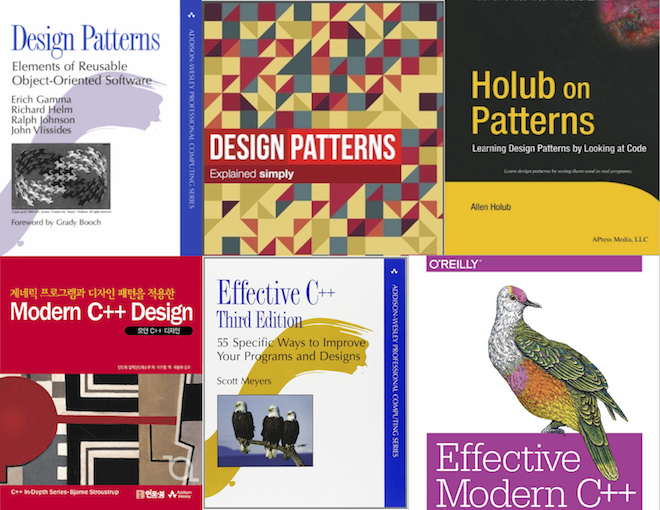 Design Patterns
Elements of Reusable
Object-Oriented Software
Erich Gamma
Richard Helm
Ralph Johnson
John Vlissides
Foreword by Grady Booch
ADDISON-WESLEY PROFESSIONAL COMPUTING SERIES
DESIGN PATTERNS
Explained simply
Holub on
Patterns
Learning Design Patterns by Looking at Code
Learn design patterns by seeing them used in real programs.
Allen Holub
APress Media, LLC
제네릭 프로그램과 디자인 패턴을 적용한
Modern C++ Design
모던 C++ 디자인
C++ In-Depth Series · Bjarne Stroustrup
Addison
Wesley
Effective C++
Third Edition
55 Specific Ways to Improve
Your Programs and Designs
Scott Meyers
ADDISON-WESLEY PROFESSIONAL COMPUTING SERIES
O'REILLY®
Effective
Modern C++